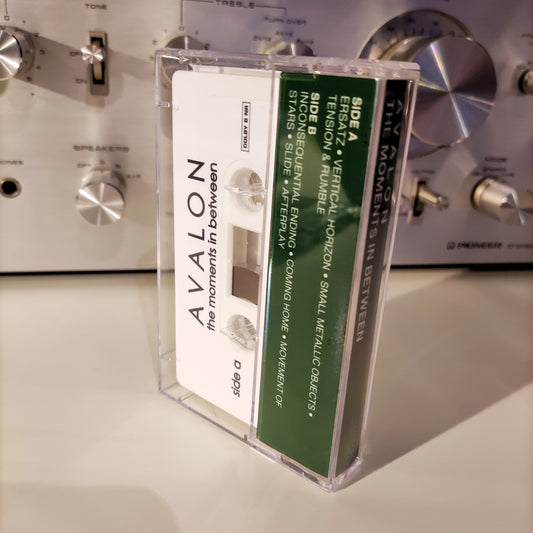 TONE
TREBLE
TURN OVER
SPEAKERS
PIONEER
AVALON
THE MOMENTS IN BETWEEN
SIDE A
ERSATZ • VERTICAL HORIZON • SMALL METALLIC OBJECTS •
TENSION & RUMBLE
SIDE B
INCONSEQUENTIAL ENDING • COMING HOME • MOVEMENT OF
STARS • SLIDE • AFTERPLAY
DOLBY B NR
AVALON
the moments in between
side a